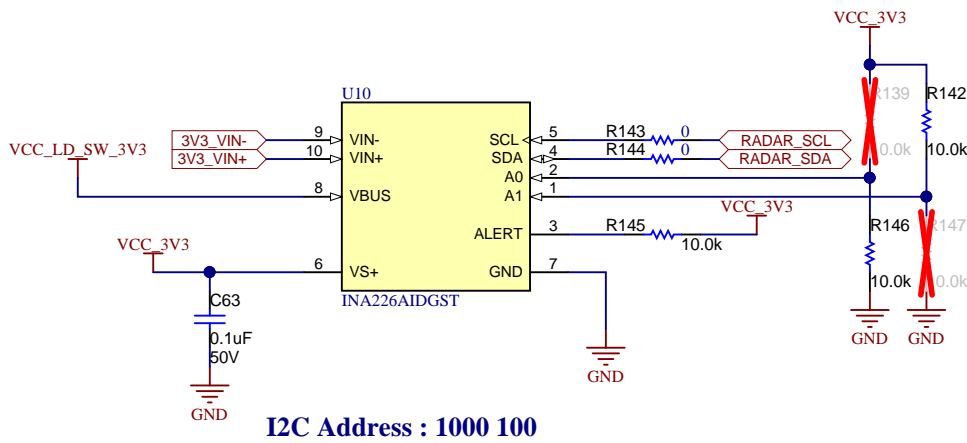 VCC_3V3
U10
R139
R142
9 VIN- SCL 5 R143 0 RADAR_SCL
3V3_VIN-
10 VIN+ SDA 4 R144 0 RADAR_SDA
3V3_VIN+
VCC_LD_SW_3V3
A0 2
10.0k
8 VBUS A1 1
VCC_3V3
ALERT 3 R145 10.0k
R146
R147
VCC_3V3
6 VS+ GND 7
10.0k
INA226AIDGST
C63
0.1uF
50V
GND
GND
GND
GND
I2C Address : 1000 100